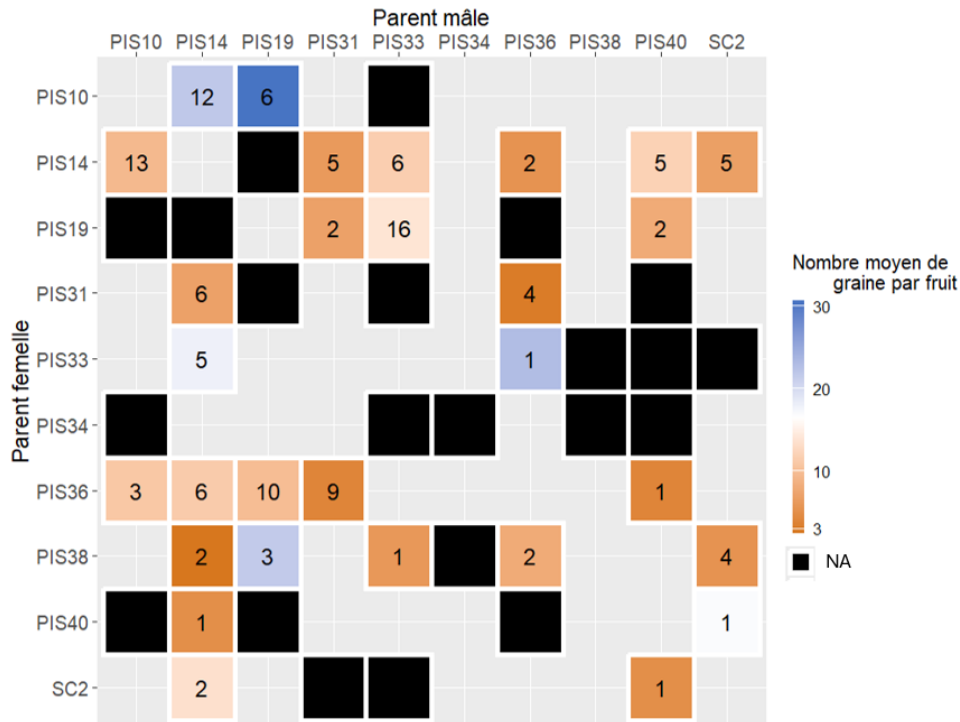 Parent mâle
PIS10 PIS14 PIS19 PIS31 PIS33 PIS34 PIS36 PIS38 PIS40 SC2
Parent femelle
PIS10 12 6
PIS14 13 5 6 2 5 5
PIS19 2 16 2
PIS31 6 4
PIS33 5 1
PIS34
PIS36 3 6 10 9 1
PIS38 2 3 1 2 4
PIS40 1 1
SC2 2 1
Nombre moyen de
graine par fruit
30
20
10
3
NA